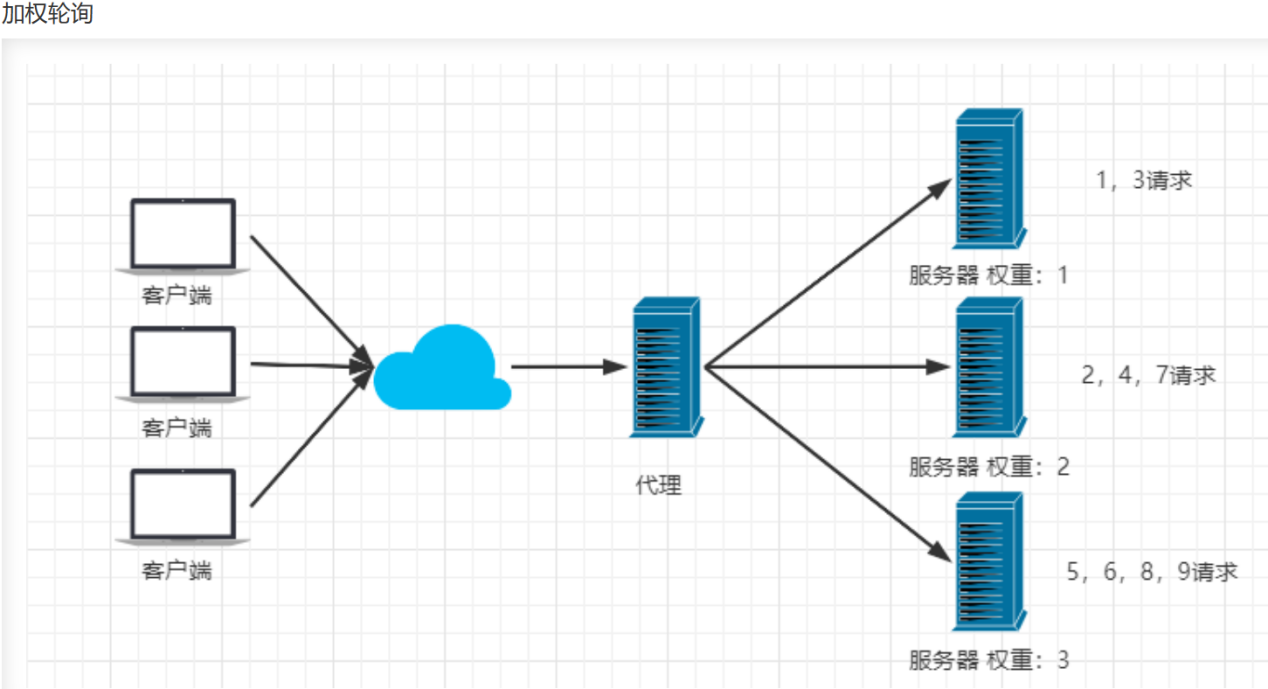 加权轮询
客户端
客户端
客户端
代理
1，3请求
服务器 权重：1
2，4，7请求
服务器 权重：2
5，6，8，9请求
服务器 权重：3